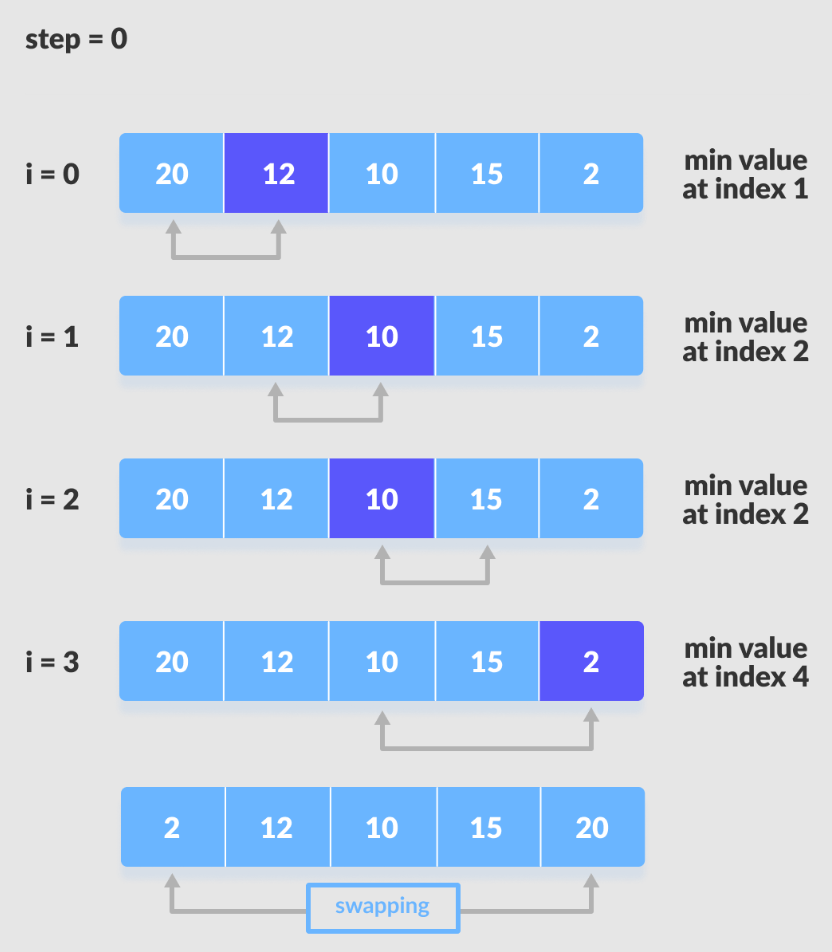 step = 0
i = 0 20 12 10 15 2 min value
at index 1
i = 1 20 12 10 15 2 min value
at index 2
i = 2 20 12 10 15 2 min value
at index 2
i = 3 20 12 10 15 2 min value
at index 4
2 12 10 15 20
swapping